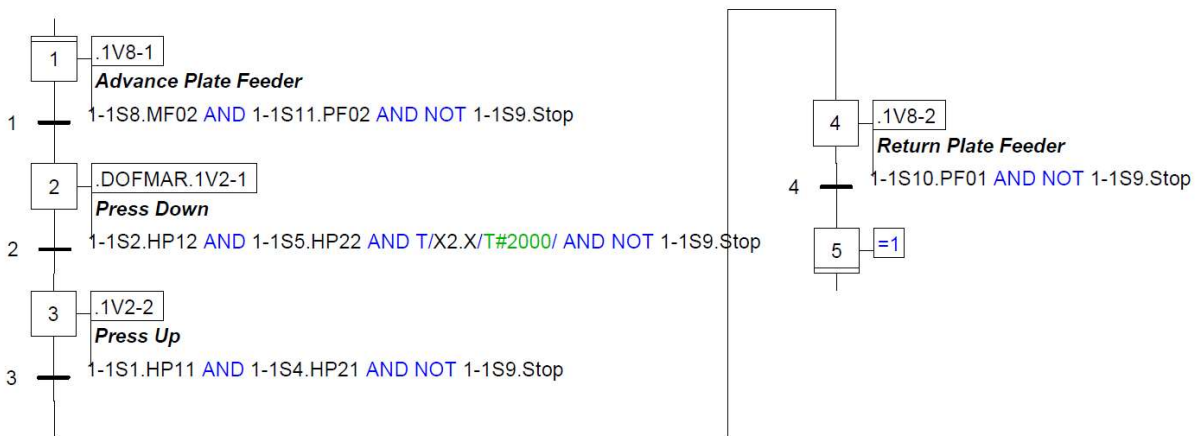 1 .1V8-1
Advance Plate Feeder
1 1-1S8.MF02 AND 1-1S11.PF02 AND NOT 1-1S9.Stop
2 .DOFMAR.1V2-1
Press Down
2 1-1S2.HP12 AND 1-1S5.HP22 AND T/X2.X/T#2000/ AND NOT 1-1S9.Stop
3 .1V2-2
Press Up
3 1-1S1.HP11 AND 1-1S4.HP21 AND NOT 1-1S9.Stop
4 .1V8-2
Return Plate Feeder
4 1-1S10.PF01 AND NOT 1-1S9.Stop
5 =1